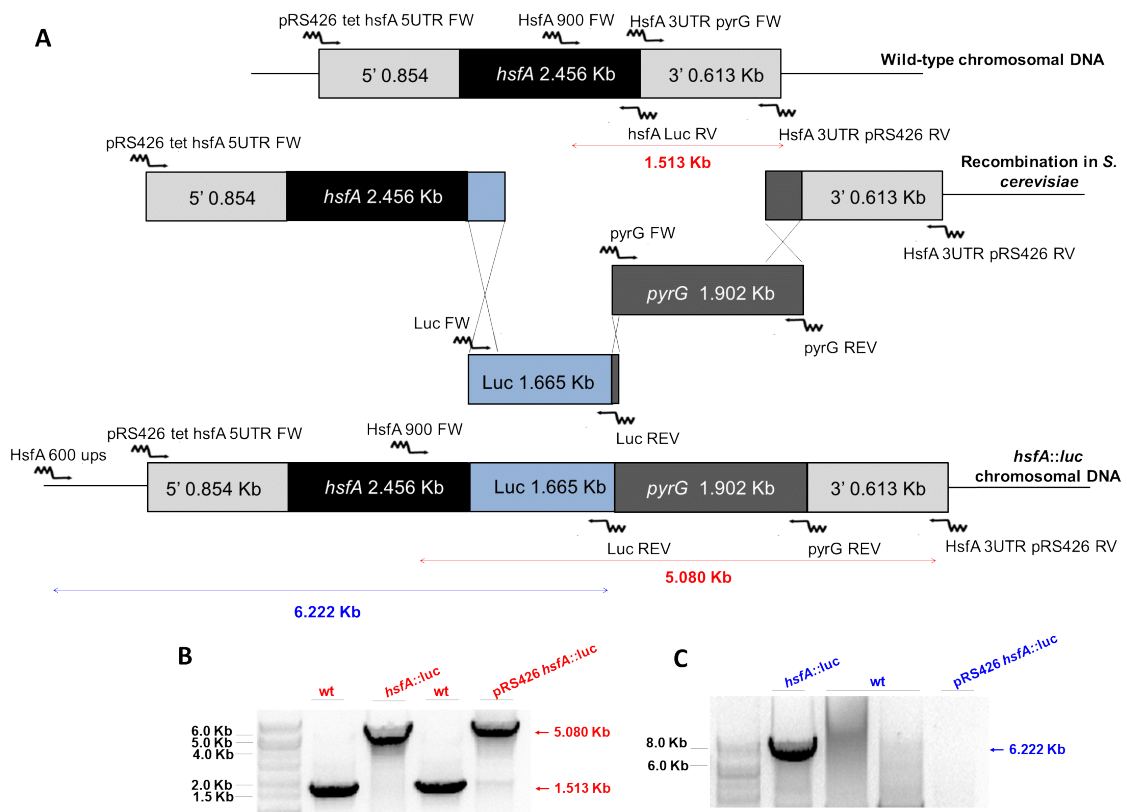 A
pRS426 tet hsfA 5UTR FW
HsfA 900 FW
HsfA 3UTR pyrG FW
5' 0.854
hsfA 2.456 Kb
3' 0.613 Kb
Wild-type chromosomal DNA
hsfA Luc RV
HsfA 3UTR pRS426 RV
1.513 Kb
pRS426 tet hsfA 5UTR FW
Recombination in S.
cerevisiae
5' 0.854
hsfA 2.456 Kb
3' 0.613 Kb
pyrG FW
HsfA 3UTR pRS426 RV
pyrG 1.902 Kb
Luc FW
pyrG REV
Luc 1.665 Kb
Luc REV
HsfA 600 ups
pRS426 tet hsfA 5UTR FW
HsfA 900 FW
hsfA::luc
chromosomal DNA
5' 0.854 Kb
hsfA 2.456 Kb
Luc 1.665 Kb
pyrG 1.902 Kb
3' 0.613 Kb
Luc REV
pyrG REV
HsfA 3UTR pRS426 RV
5.080 Kb
6.222 Kb
B
wt
hsfA::luc
wt
pRS426 hsfA::luc
6.0 Kb
5.0 Kb
4.0 Kb
2.0 Kb
1.5 Kb
5.080 Kb
1.513 Kb
C
hsfA::luc
wt
pRS426 hsfA::luc
8.0 Kb
6.0 Kb
6.222 Kb